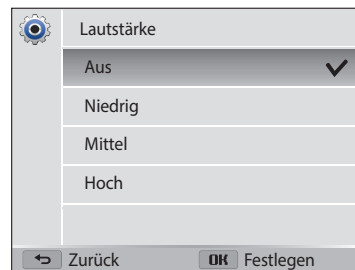 Lautstärke
Aus
Niedrig
Mittel
Hoch
Zurück OK Festlegen